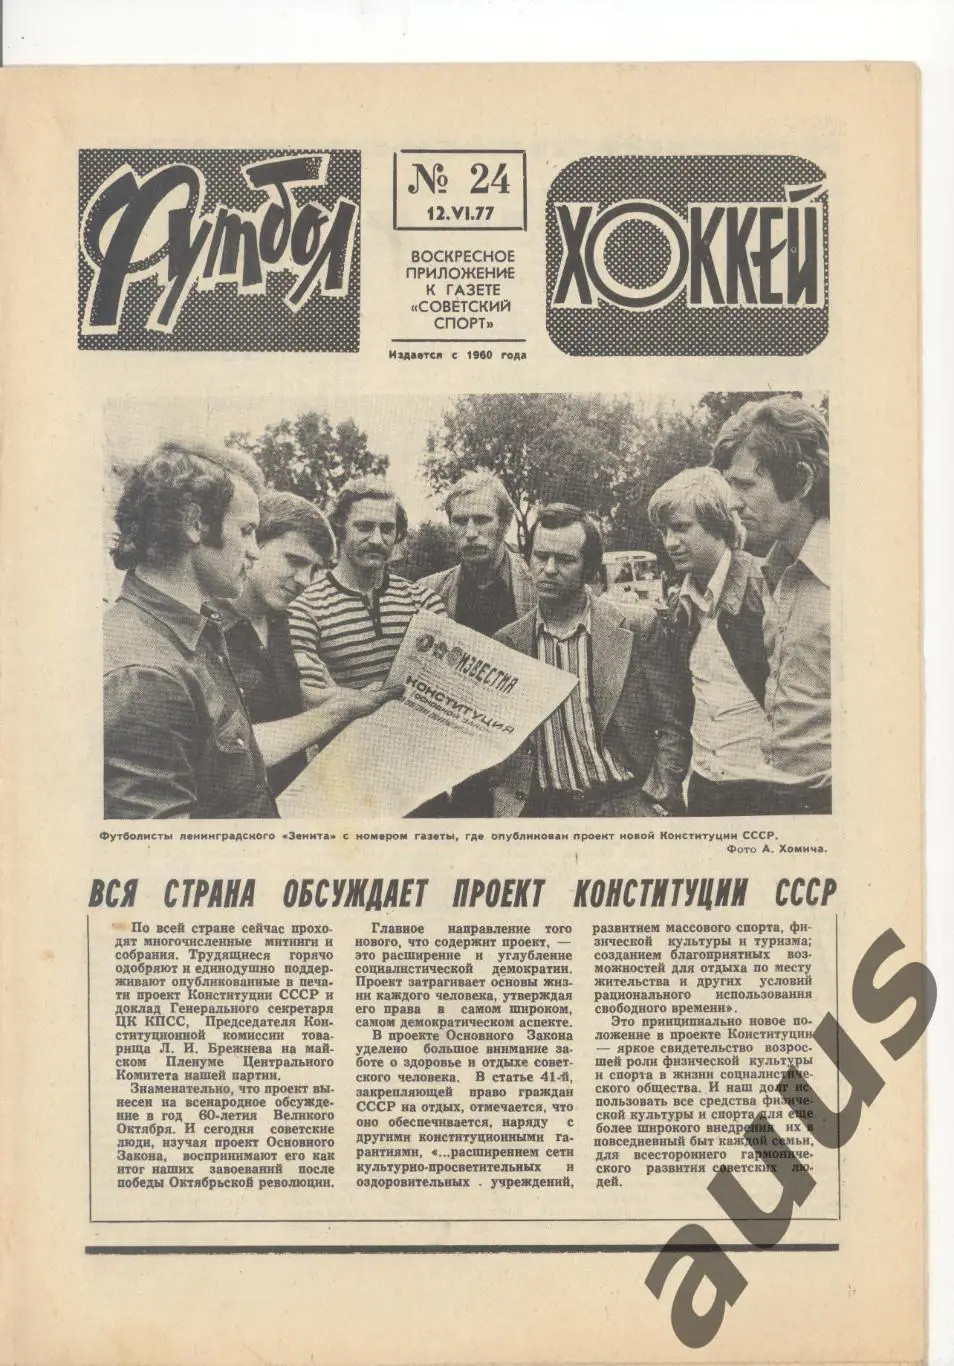 Футбол
№ 24
12.VI.77
ВОСКРЕСНОЕ
ПРИЛОЖЕНИЕ
К ГАЗЕТЕ
«СОВЕТСКИЙ
СПОРТ»
Издается с 1960 года
ХОККЕЙ
ИЗВЕСТИЯ
КОНСТИТУЦИЯ
Футболисты ленинградского «Зенита» с номером газеты, где опубликован проект новой Конституции СССР.
Фото А. Хомича.
ВСЯ СТРАНА ОБСУЖДАЕТ ПРОЕКТ КОНСТИТУЦИИ СССР
По всей стране сейчас прохо-
дят многочисленные митинги и
собрания. Трудящиеся горячо
одобряют и единодушно поддер-
живают опубликованные в печа-
ти проект Конституции СССР и
доклад Генерального секретаря
ЦК КПСС, Председателя Кон-
ституционной комиссии това-
рища Л. И. Брежнева на май-
ском Пленуме Центрального
Комитета нашей партии.
Знаменательно, что проект вы-
несен на всенародное обсужде-
ние в год 60-летия Великого
Октября. И сегодня советские
люди, изучая проект Основного
Закона, воспринимают его как
итог наших завоеваний после
победы Октябрьской революции.
Главное направление того
нового, что содержит проект, —
это расширение и углубление
социалистической демократии.
Проект затрагивает основы жиз-
ни каждого человека, утверждая
его права в самом широком,
самом демократическом аспекте.
В проекте Основного Закона
уделено большое внимание за-
боте о здоровье и отдыхе совет-
ского человека. В статье 41-й,
закрепляющей право граждан
СССР на отдых, отмечается, что
оно обеспечивается, наряду с
другими конституционными га-
рантиями, «...расширением сети
культурно-просветительных и
оздоровительных учреждений,
развитием массового спорта, фи-
зической культуры и туризма;
созданием благоприятных воз-
можностей для отдыха по месту
жительства и других условий
рационального использования
свободного времени».
Это принципиально новое по-
ложение в проекте Конституции
— яркое свидетельство возрос-
шей роли физической культуры
и спорта в жизни социалистиче-
ского общества. И наш долг ис-
пользовать все средства физиче-
ской культуры и спорта для еще
более широкого внедрения их в
повседневный быт каждой семьи,
для всестороннего гармониче-
ского развития советских лю-
дей.
auus